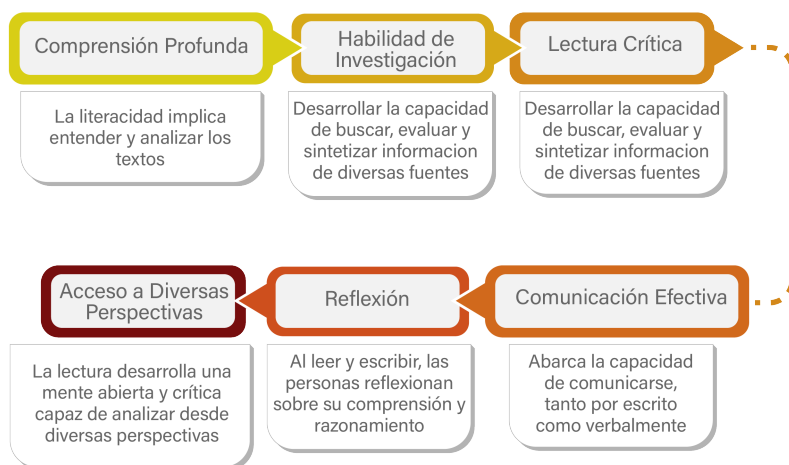 Comprensión Profunda
La literacidad implica
entender y analizar los
textos
Habilidad de
Investigación
Desarrollar la capacidad
de buscar, evaluar y
sintetizar informacion
de diversas fuentes
Lectura Crítica
Desarrollar la capacidad
de buscar, evaluar y
sintetizar informacion
de diversas fuentes
Comunicación Efectiva
Abarca la capacidad
de comunicarse,
tanto por escrito
como verbalmente
Reflexión
Al leer y escribir, las
personas reflexionan
sobre su comprensión y
razonamiento
Acceso a Diversas
Perspectivas
La lectura desarrolla una
mente abierta y crítica
capaz de analizar desde
diversas perspectivas